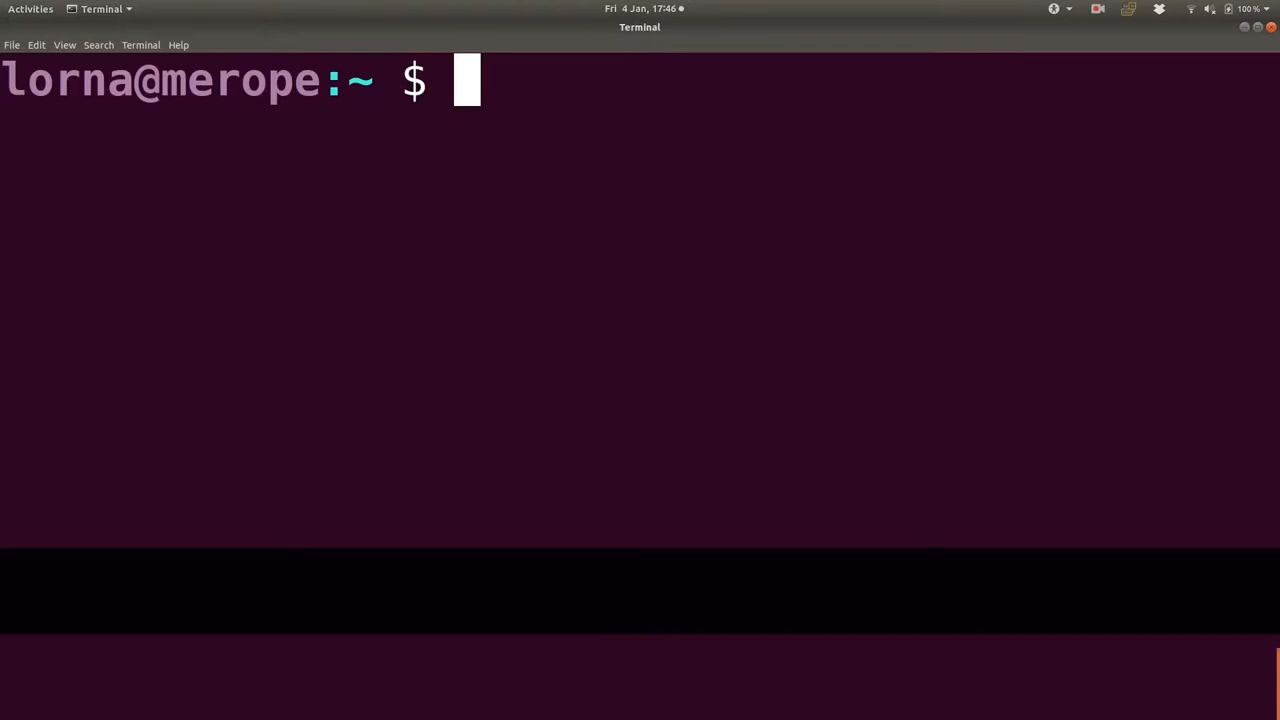 Activities Terminal Fri 4 Jan, 17:46 100%
Terminal
File Edit View Search Terminal Help
lorna@merope:~ $